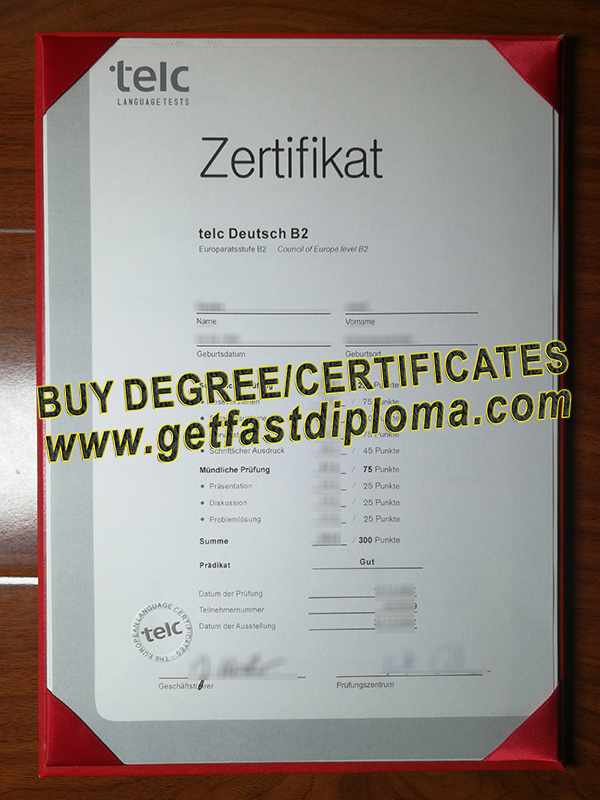 telc
LANGUAGE TESTS
Zertifikat
telc Deutsch B2
Europaratsstufe B2 · Council of Europe level B2
Name Vorname
Geburtsdatum Geburtsort
BUY DEGREE/CERTIFICATES
www.getfastdiploma.com
Schriftlicher Ausdruck / 45 Punkte
Mündliche Prüfung / 75 Punkte
• Präsentation / 25 Punkte
• Diskussion / 25 Punkte
• Problemlösung / 25 Punkte
Summe / 300 Punkte
Prädikat Gut
Datum der Prüfung
Teilnehmernummer
Datum der Ausstellung
telc
THE EUROPEAN LANGUAGE CERTIFICATES
Geschäftsführer Prüfungszentrum